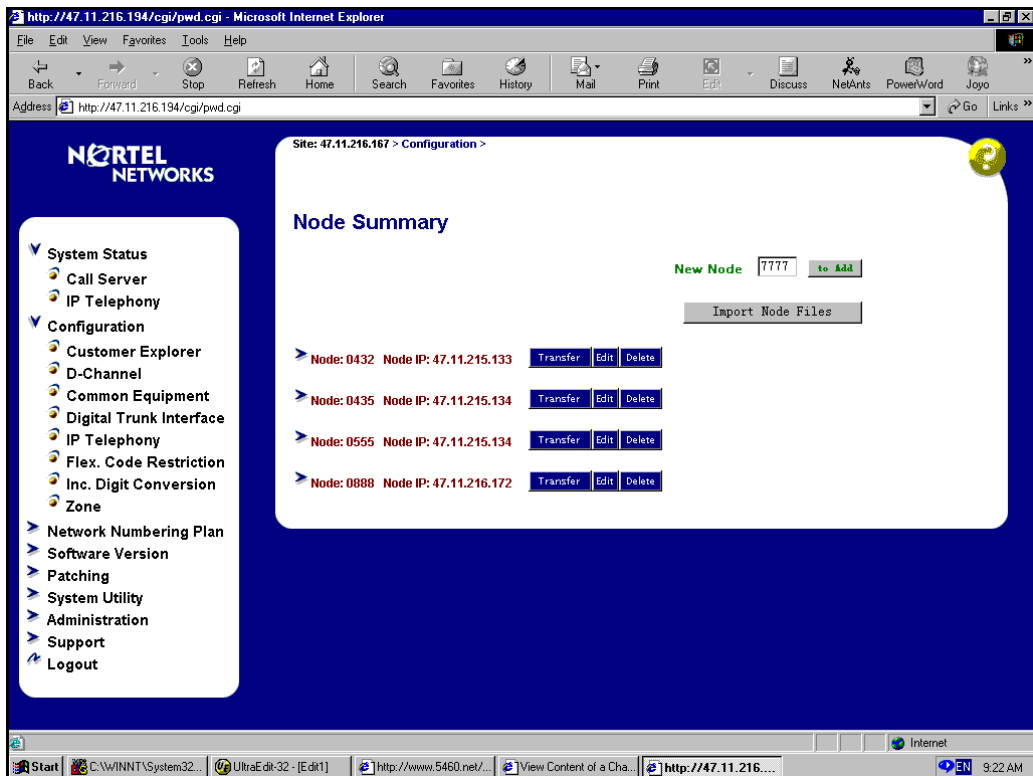 http://47.11.216.194/cgi/pwd.cgi - Microsoft Internet Explorer
File Edit View Favorites Tools Help
Back Forward Stop Refresh Home Search Favorites History Mail Print Edit Discuss NetAnts PowerWord Joyo »
Address http://47.11.216.194/cgi/pwd.cgi Go Links »
NORTEL
NETWORKS
Site: 47.11.216.167 > Configuration >
Node Summary
New Node 7777 to Add
Import Node Files
Node: 0432 Node IP: 47.11.215.133 Transfer Edit Delete
Node: 0435 Node IP: 47.11.215.134 Transfer Edit Delete
Node: 0555 Node IP: 47.11.215.134 Transfer Edit Delete
Node: 0888 Node IP: 47.11.216.172 Transfer Edit Delete
System Status
Call Server
IP Telephony
Configuration
Customer Explorer
D-Channel
Common Equipment
Digital Trunk Interface
IP Telephony
Flex. Code Restriction
Inc. Digit Conversion
Zone
Network Numbering Plan
Software Version
Patching
System Utility
Administration
Support
Logout
Internet
Start C:\WINNT\System32... UltraEdit-32 - [Edit1] http://www.5460.net/... View Content of a Cha... http://47.11.216.... EN 9:22 AM